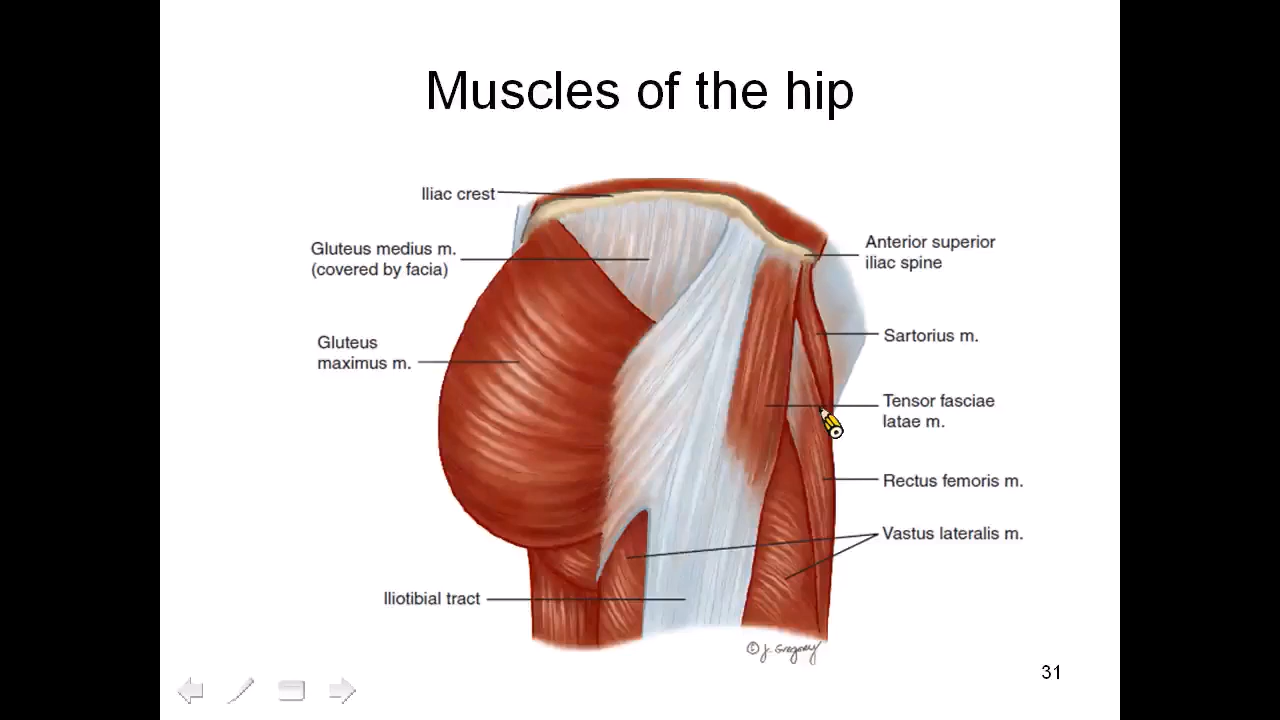 Muscles of the hip
Iliac crest
Gluteus medius m.
(covered by facia)
Gluteus
maximus m.
Iliotibial tract
Anterior superior
iliac spine
Sartorius m.
Tensor fasciae
latae m.
Rectus femoris m.
Vastus lateralis m.
© J. Gregory
31